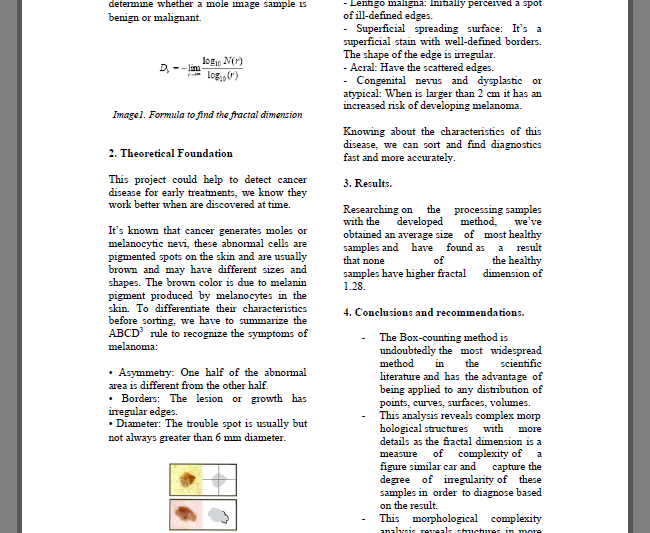 determine whether a mole image sample is
benign or malignant.
D, = - lim log10 N(r) / log10 (r)
Image1. Formula to find the fractal dimension
2. Theoretical Foundation
This project could help to detect cancer
disease for early treatments, we know they
work better when are discovered at time.
It's known that cancer generates moles or
melanocytic nevi, these abnormal cells are
pigmented spots on the skin and are usually
brown and may have different sizes and
shapes. The brown color is due to melanin
pigment produced by melanocytes in the
skin. To differentiate their characteristics
before sorting, we have to summarize the
ABCD³ rule to recognize the symptoms of
melanoma:
• Asymmetry: One half of the abnormal
area is different from the other half.
• Borders: The lesion or growth has
irregular edges.
• Diameter: The trouble spot is usually but
not always greater than 6 mm diameter.
- Lentigo maligna: Initially perceived a spot
of ill-defined edges.
- Superficial spreading surface: It's a
superficial stain with well-defined borders.
The shape of the edge is irregular.
- Acral: Have the scattered edges.
- Congenital nevus and dysplastic or
atypical: When is larger than 2 cm it has an
increased risk of developing melanoma.
Knowing about the characteristics of this
disease, we can sort and find diagnostics
fast and more accurately.
3. Results.
Researching on the processing samples
with the developed method, we've
obtained an average size of most healthy
samples and have found as a result
that none of the healthy
samples have higher fractal dimension of
1.28.
4. Conclusions and recommendations.
- The Box-counting method is
undoubtedly the most widespread
method in the scientific
literature and has the advantage of
being applied to any distribution of
points, curves, surfaces, volumes.
- This analysis reveals complex morp
hological structures with more
details as the fractal dimension is a
measure of complexity of a
figure similar car and capture the
degree of irregularity of these
samples in order to diagnose based
on the result.
- This morphological complexity
analysis reveals structures in more